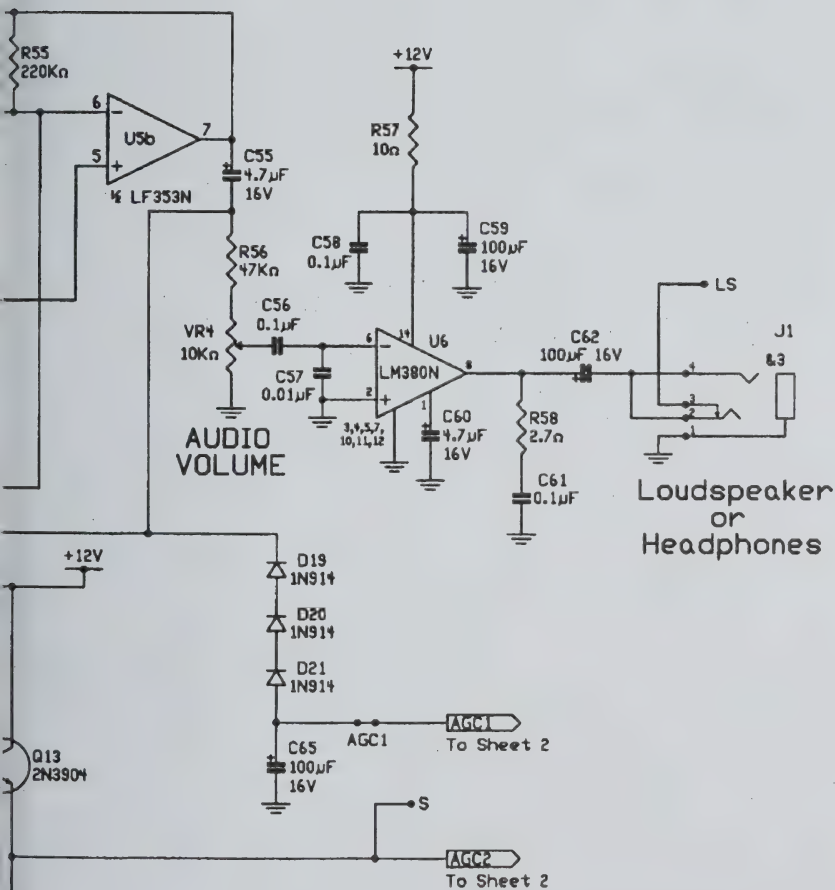 R55
220KΩ
6
U5b
7
5
½ LF353N
C55
4.7µF
16V
+12V
R57
10Ω
C58
0.1µF
C59
100µF
16V
R56
47KΩ
VR4
10KΩ
C56
0.1µF
C57
0.01µF
AUDIO
VOLUME
14
U6
6
LM380N
8
2
1
3,4,5,7,
10,11,12
C60
4.7µF
16V
C62
100µF 16V
R58
2.7Ω
C61
0.1µF
LS
J1
&3
4
3
2
1
Loudspeaker
or
Headphones
+12V
D19
1N914
D20
1N914
D21
1N914
AGC1
AGC1
To Sheet 2
C65
100µF
16V
Q13
2N3904
S
AGC2
To Sheet 2